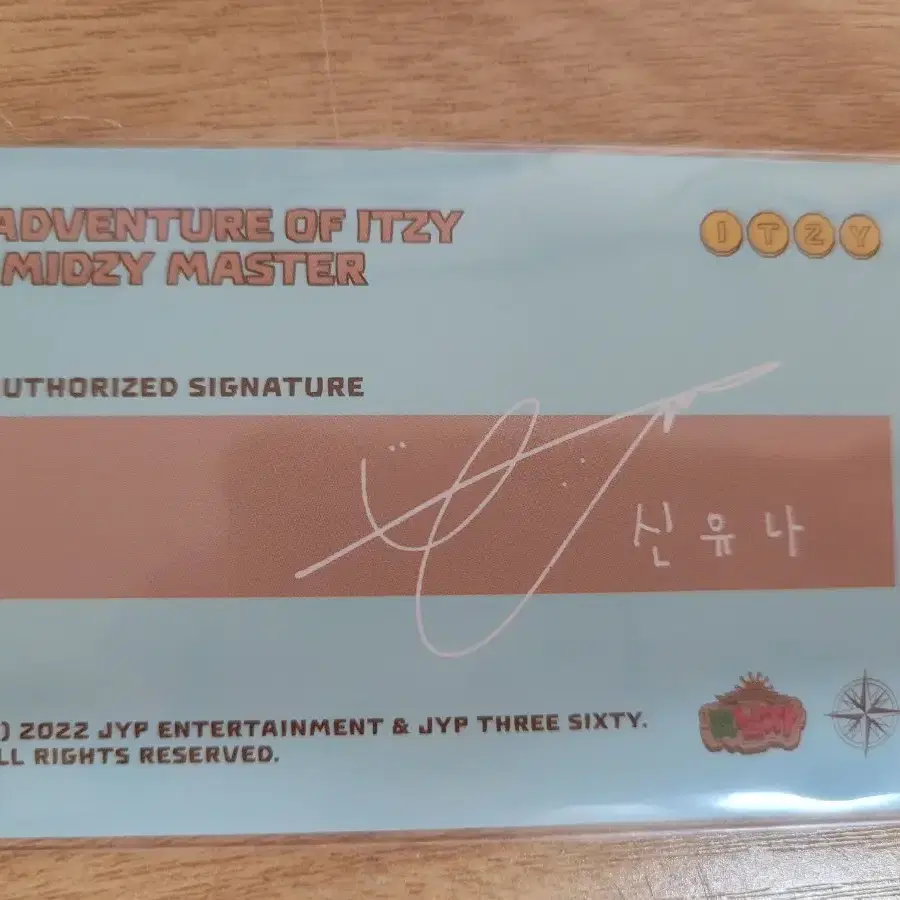 ADVENTURE OF ITZY
MIDZY MASTER
ITZY
UTHORIZED SIGNATURE
신유나
) 2022 JYP ENTERTAINMENT & JYP THREE SIXTY.
LL RIGHTS RESERVED.